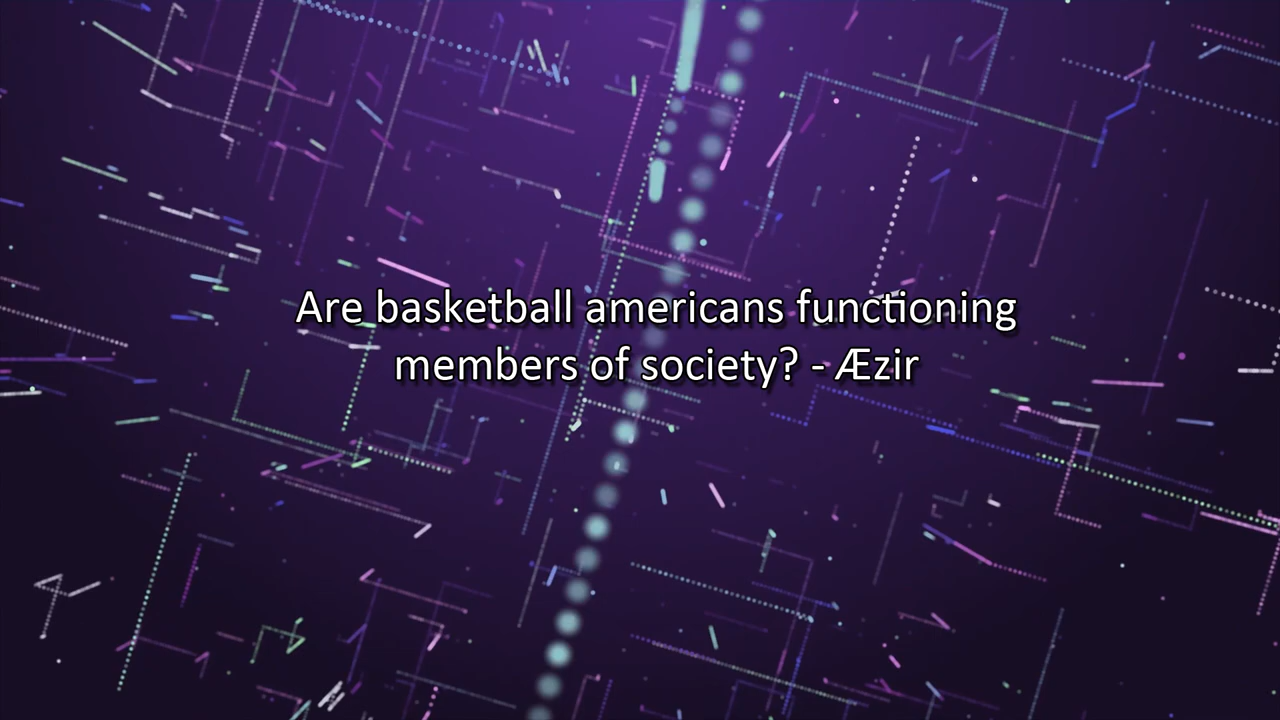 Are basketball americans functioning
members of society? - Æzir